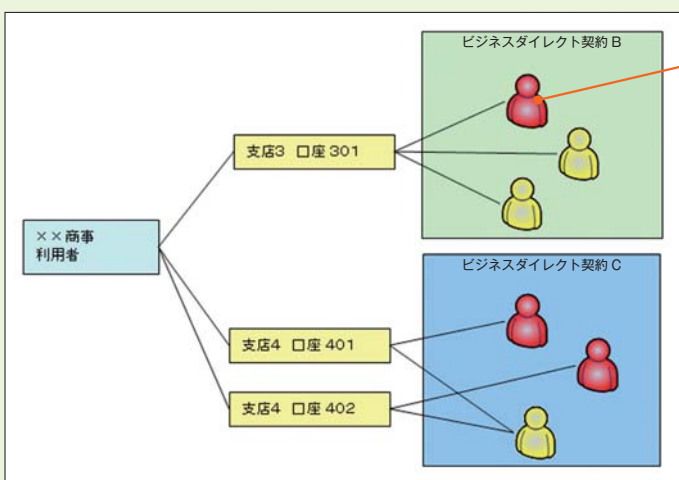 ビジネスダイレクト契約 B
支店3 口座 301
××商事
利用者
ビジネスダイレクト契約 C
支店4 口座 401
支店4 口座 402